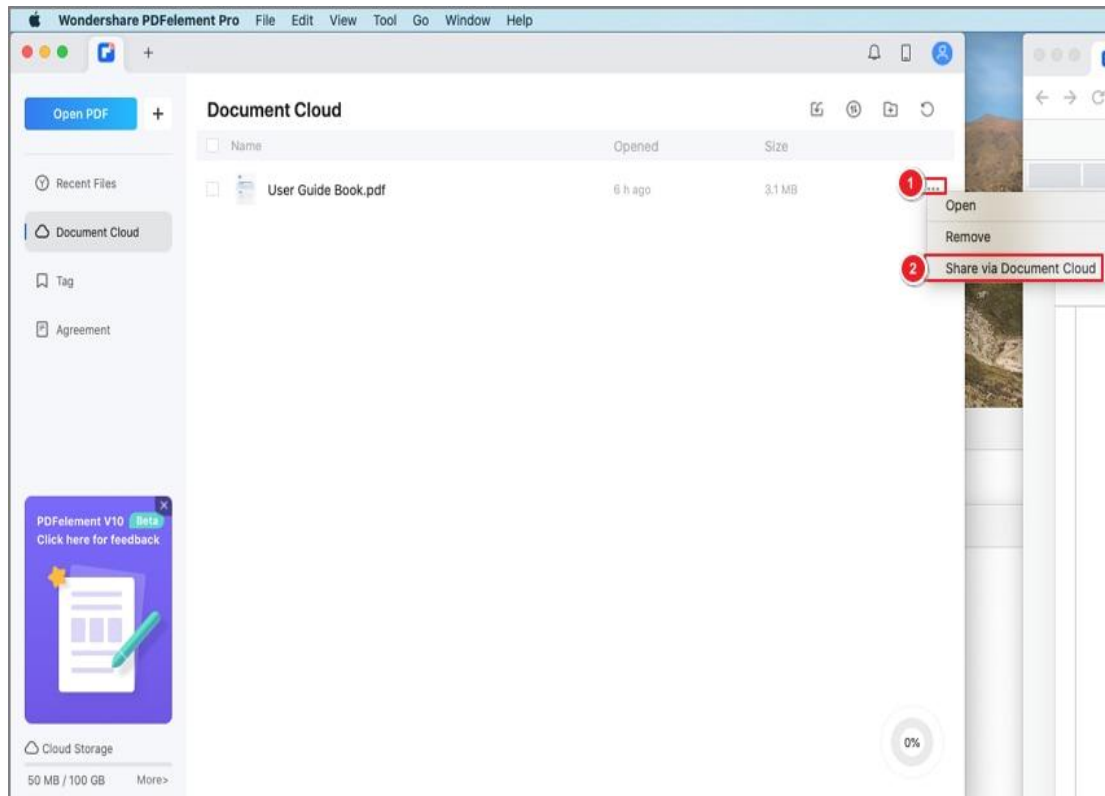 Wondershare PDFelement Pro File Edit View Tool Go Window Help
Open PDF +
Document Cloud
Name Opened Size
Recent Files
User Guide Book.pdf 6 h ago 3.1 MB 1 ...
Open
Document Cloud
Remove
2 Share via Document Cloud
Tag
Agreement
PDFelement V10 Beta
Click here for feedback
Cloud Storage
0%
50 MB / 100 GB More>